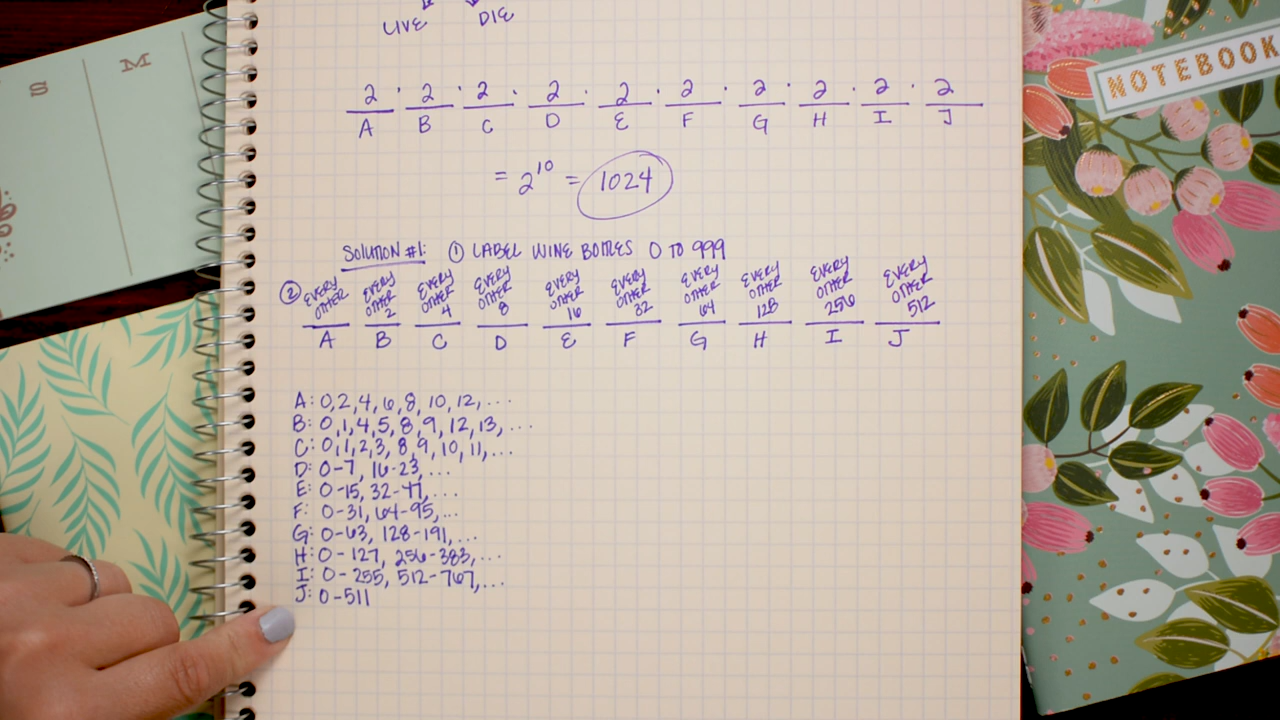 LIVE DIE
S M
NOTEBOOK
2 · 2 · 2 · 2 · 2 · 2 · 2 · 2 · 2 · 2
A B C D E F G H I J
= 2^10 = 1024
SOLUTION #1: ① LABEL WINE BOTTLES 0 TO 999
② EVERY OTHER EVERY OTHER 2 EVERY OTHER 4 EVERY OTHER 8 EVERY OTHER 16 EVERY OTHER 32 EVERY OTHER 64 EVERY OTHER 128 EVERY OTHER 256 EVERY OTHER 512
A B C D E F G H I J
A: 0, 2, 4, 6, 8, 10, 12, ...
B: 0, 1, 4, 5, 8, 9, 12, 13, ...
C: 0, 1, 2, 3, 8, 9, 10, 11, ...
D: 0-7, 16-23, ...
E: 0-15, 32-47, ...
F: 0-31, 64-95, ...
G: 0-63, 128-191, ...
H: 0-127, 256-383, ...
I: 0-255, 512-767, ...
J: 0-511